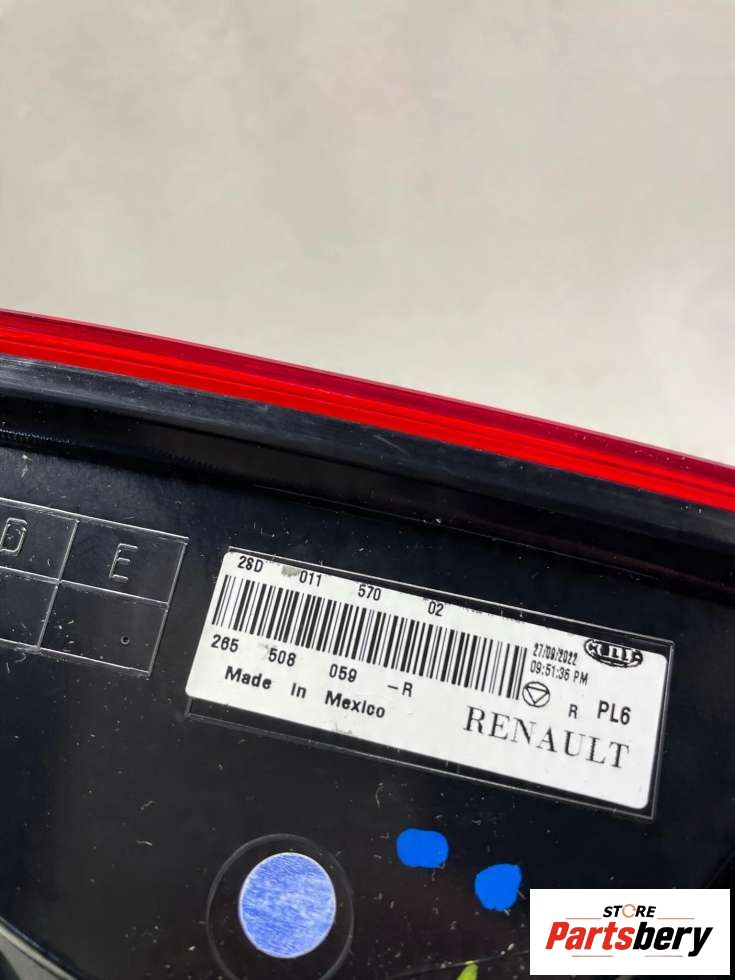 D E
28D 011 570 02
27/09/2022
09:51:36 PM
265 508 059 -R
R PL6
Made In Mexico
RENAULT
STORE
Partsbery